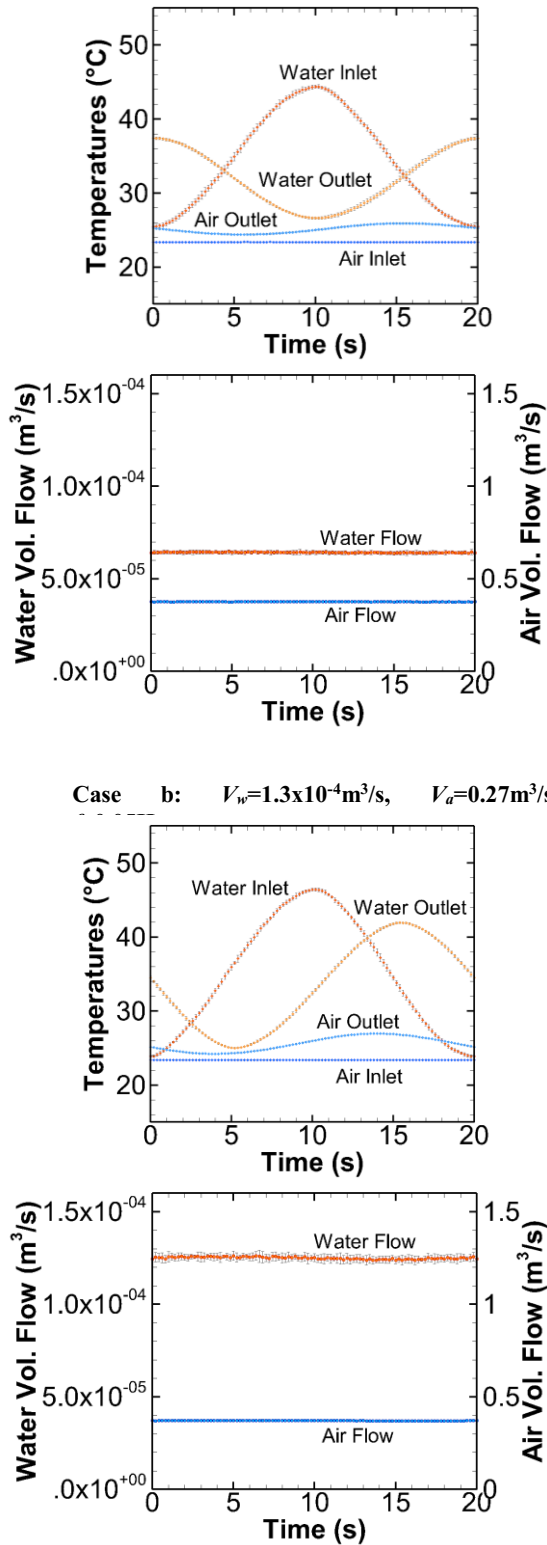 Temperatures (°C)
50
40
30
20
Water Inlet
Water Outlet
Air Outlet
Air Inlet
0 5 10 15 20
Time (s)
Water Vol. Flow (m³/s)
1.5x10⁻⁰⁴
1.0x10⁻⁰⁴
5.0x10⁻⁰⁵
.0x10⁺⁰⁰
Water Flow
Air Flow
1.5
1
0.5
0
Air Vol. Flow (m³/s)
0 5 10 15 20
Time (s)
Case b: Vw=1.3x10⁻⁴m³/s, Va=0.27m³/s
Temperatures (°C)
50
40
30
20
Water Inlet
Water Outlet
Air Outlet
Air Inlet
0 5 10 15 20
Time (s)
Water Vol. Flow (m³/s)
1.5x10⁻⁰⁴
1.0x10⁻⁰⁴
5.0x10⁻⁰⁵
.0x10⁺⁰⁰
Water Flow
Air Flow
1.5
1
0.5
0
Air Vol. Flow (m³/s)
0 5 10 15 20
Time (s)